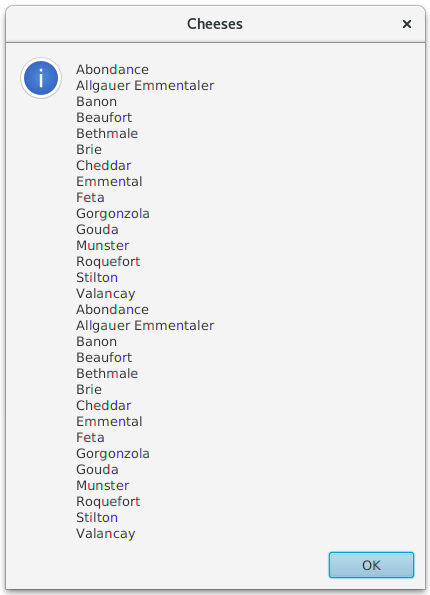 Cheeses
Abondance
Allgauer Emmentaler
Banon
Beaufort
Bethmale
Brie
Cheddar
Emmental
Feta
Gorgonzola
Gouda
Munster
Roquefort
Stilton
Valancay
Abondance
Allgauer Emmentaler
Banon
Beaufort
Bethmale
Brie
Cheddar
Emmental
Feta
Gorgonzola
Gouda
Munster
Roquefort
Stilton
Valancay
OK